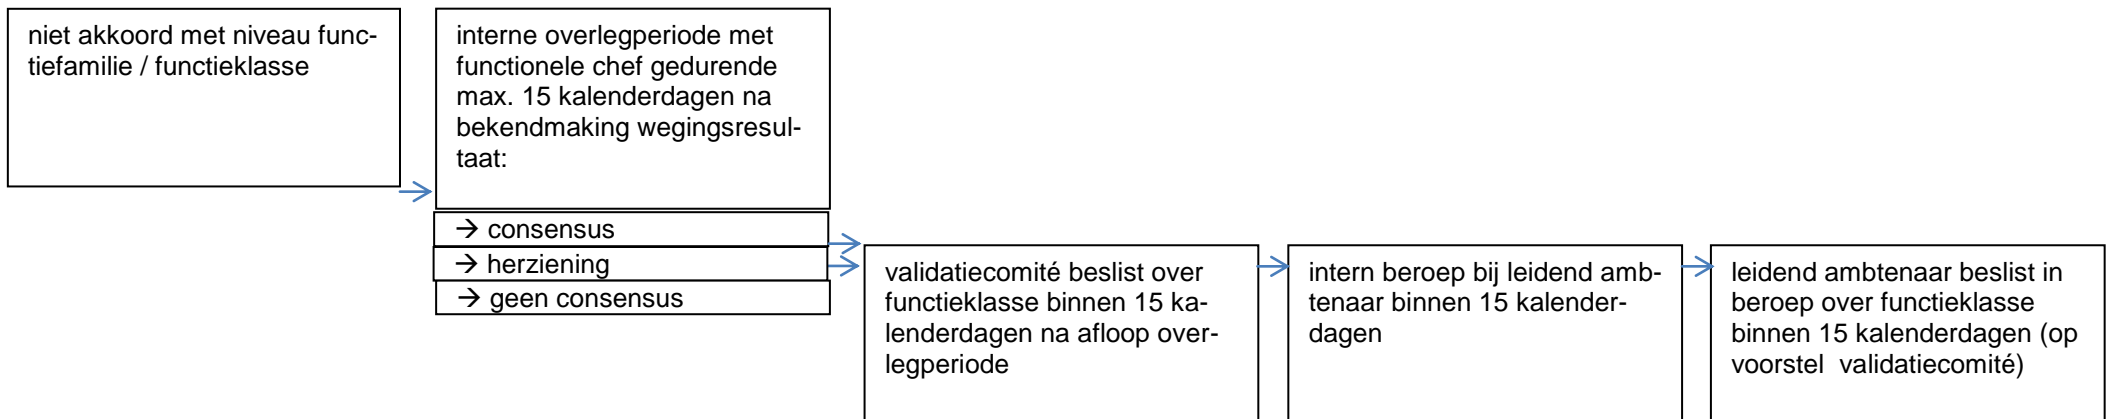 niet akkoord met niveau func-
tiefamilie / functieklasse
interne overlegperiode met
functionele chef gedurende
max. 15 kalenderdagen na
bekendmaking wegingsresul-
taat:
→ consensus
→ herziening
→ geen consensus
validatiecomité beslist over
functieklasse binnen 15 ka-
lenderdagen na afloop over-
legperiode
intern beroep bij leidend amb-
tenaar binnen 15 kalender-
dagen
leidend ambtenaar beslist in
beroep over functieklasse
binnen 15 kalenderdagen (op
voorstel validatiecomité)